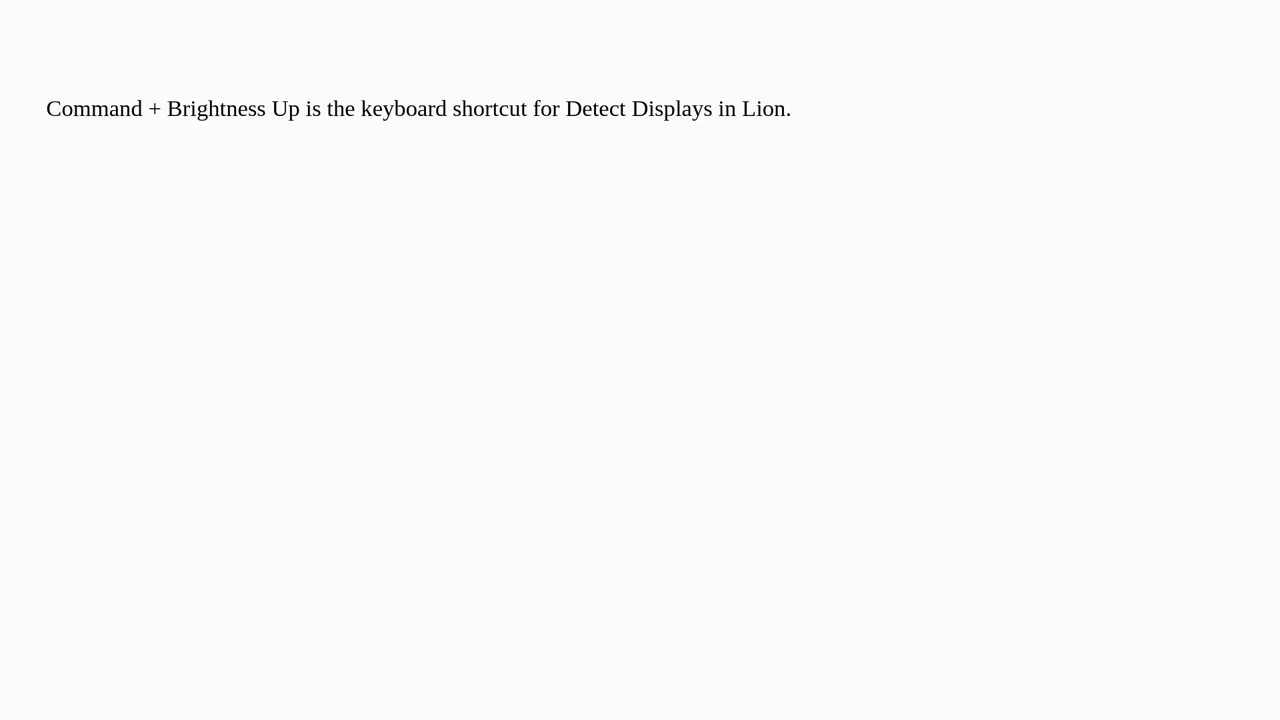 Command + Brightness Up is the keyboard shortcut for Detect Displays in Lion.